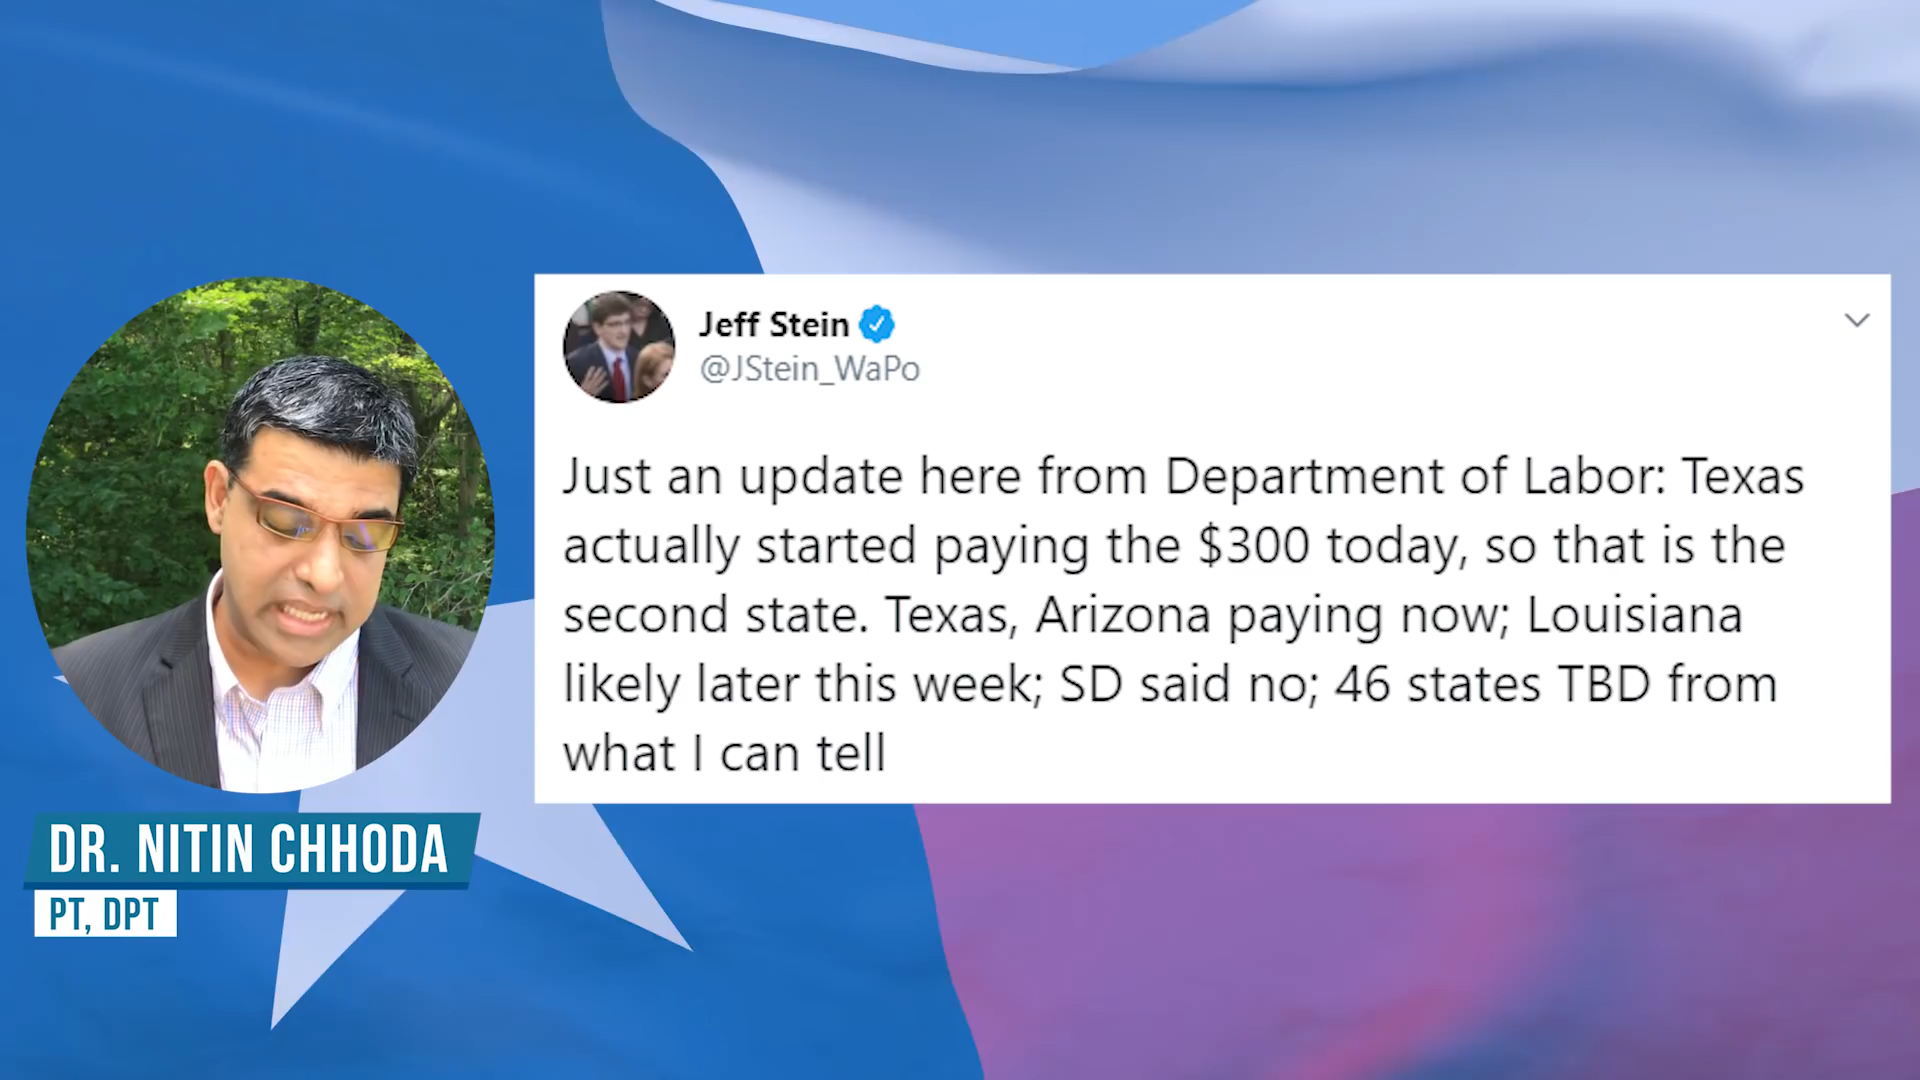 Jeff Stein
@JStein_WaPo
Just an update here from Department of Labor: Texas
actually started paying the $300 today, so that is the
second state. Texas, Arizona paying now; Louisiana
likely later this week; SD said no; 46 states TBD from
what I can tell
DR. NITIN CHHODA
PT, DPT